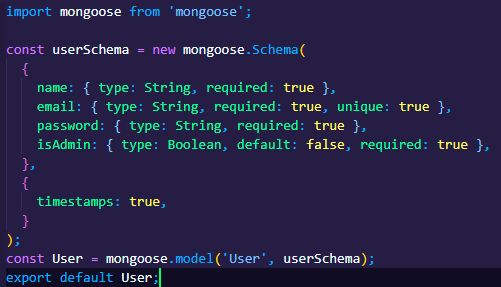 import mongoose from 'mongoose';
const userSchema = new mongoose.Schema(
{
name: { type: String, required: true },
email: { type: String, required: true, unique: true },
password: { type: String, required: true },
isAdmin: { type: Boolean, default: false, required: true },
},
{
timestamps: true,
}
);
const User = mongoose.model('User', userSchema);
export default User;